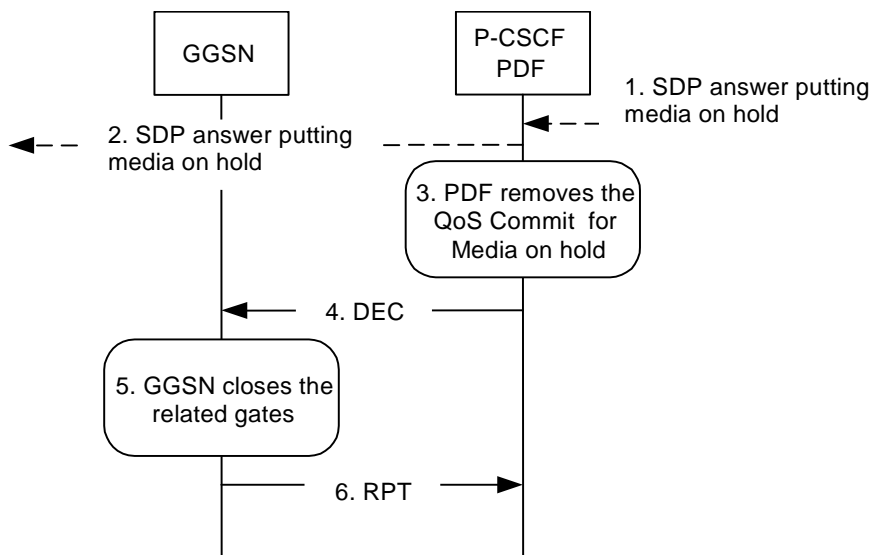 GGSN
P-CSCF
PDF
1. SDP answer putting
media on hold
2. SDP answer putting
media on hold
3. PDF removes the
QoS Commit for
Media on hold
4. DEC
5. GGSN closes the
related gates
6. RPT